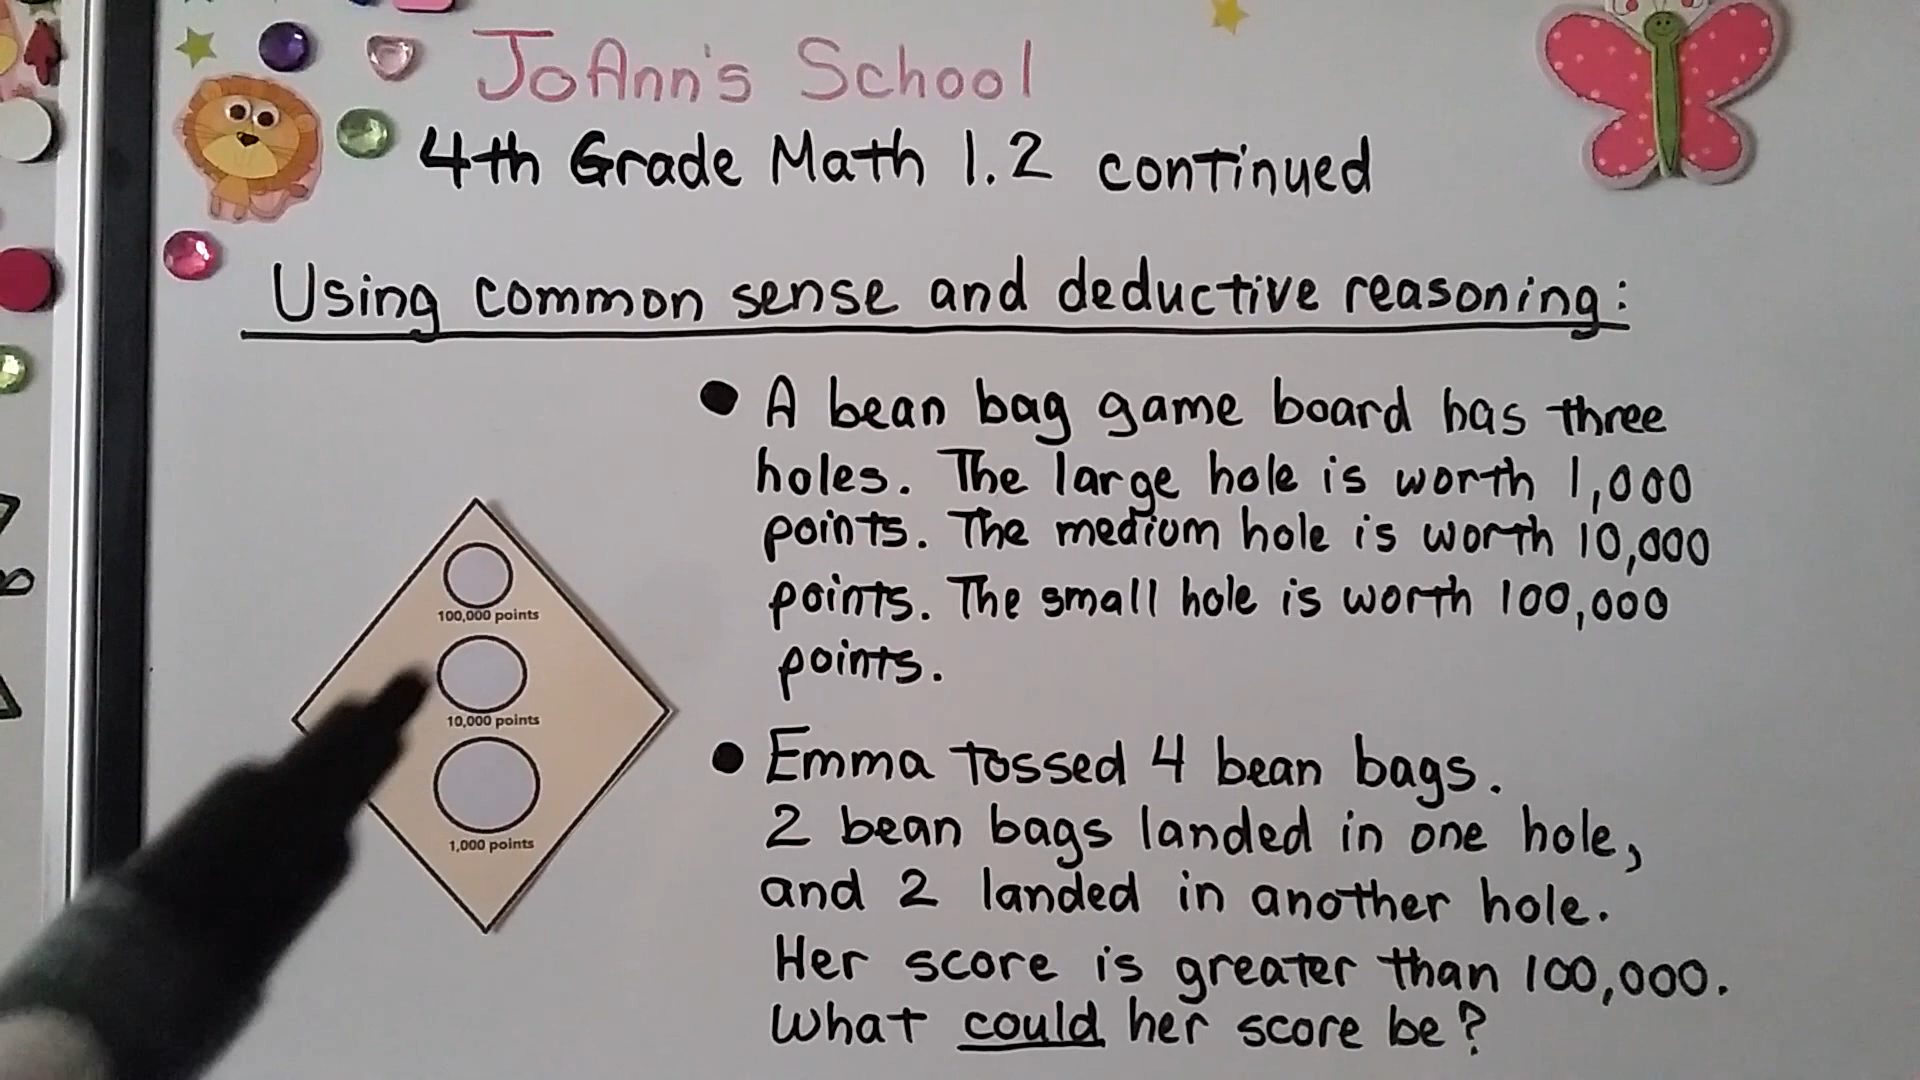 JoAnn's School
4th Grade Math 1.2 continued
Using common sense and deductive reasoning:
• A bean bag game board has three
holes. The large hole is worth 1,000
points. The medium hole is worth 10,000
points. The small hole is worth 100,000
points.
100,000 points
10,000 points
1,000 points
• Emma tossed 4 bean bags.
2 bean bags landed in one hole,
and 2 landed in another hole.
Her score is greater than 100,000.
What could her score be?